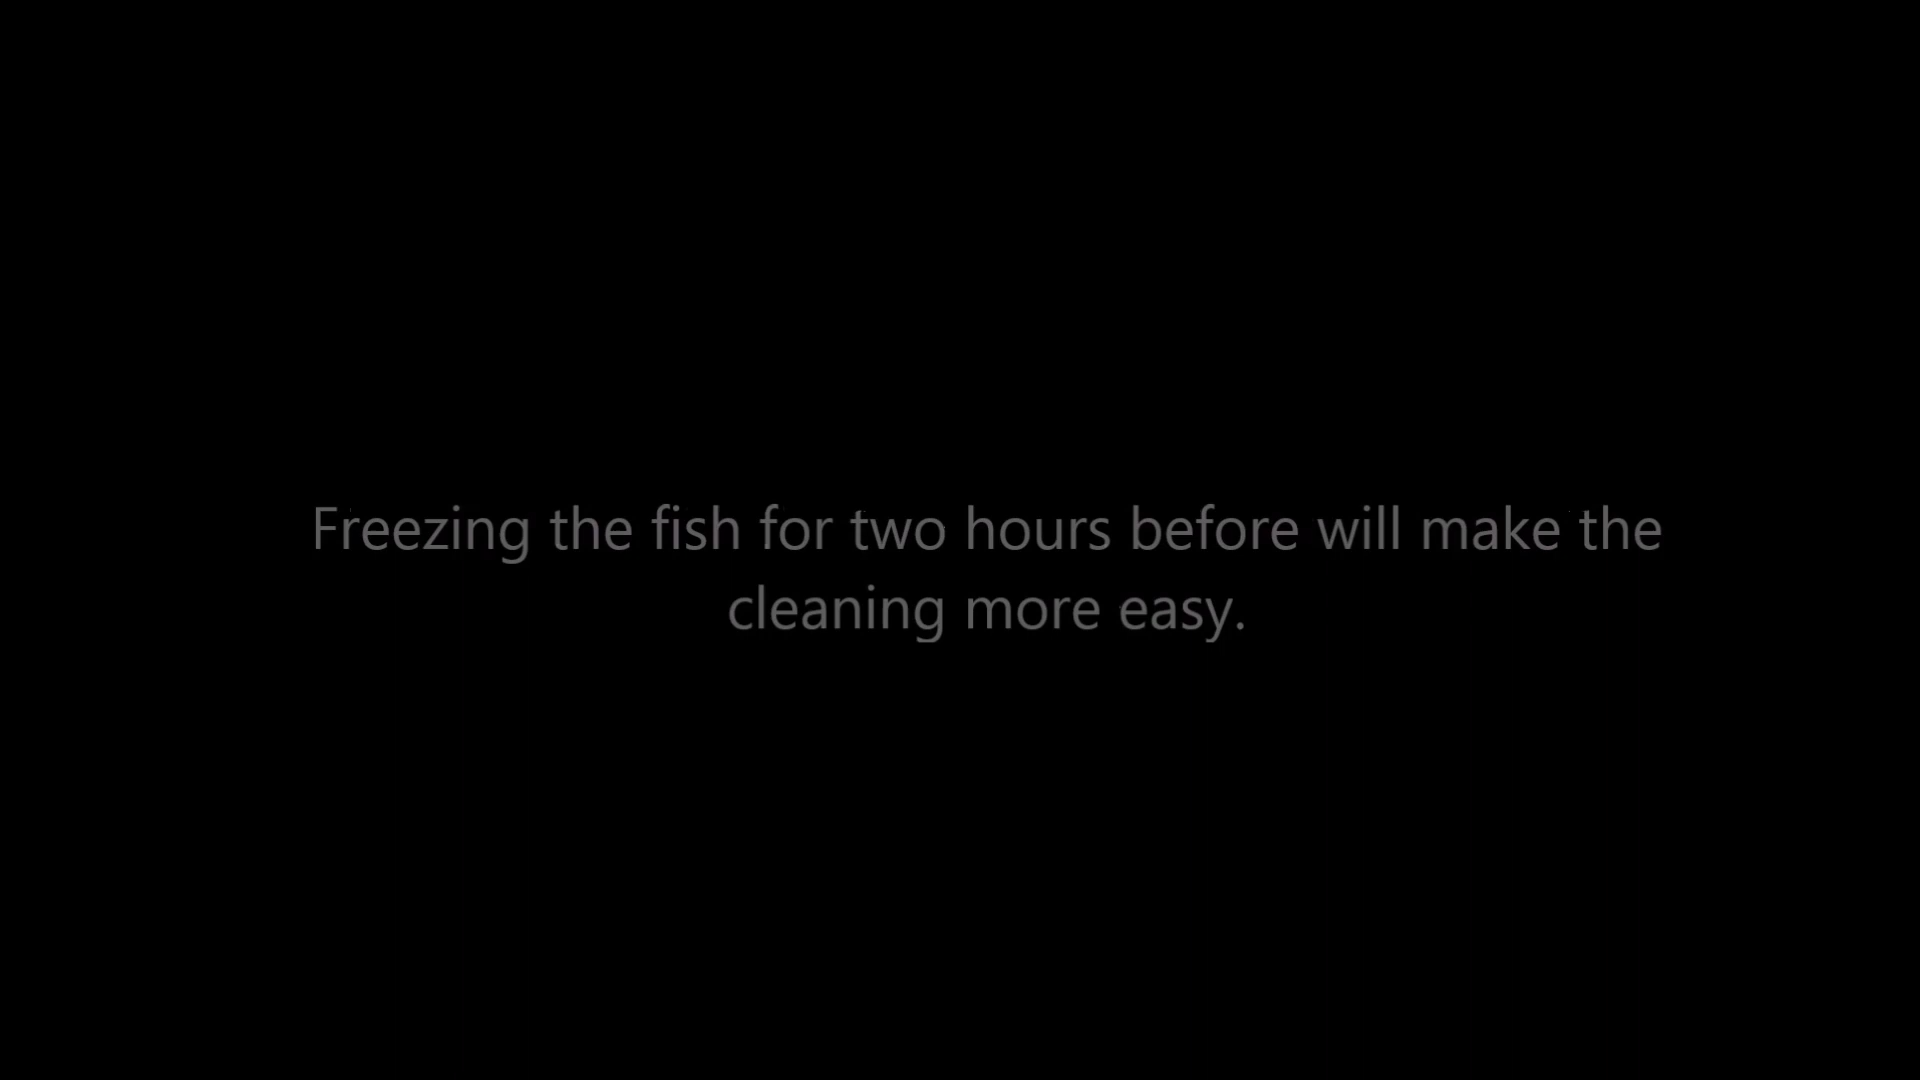 Freezing the fish for two hours before will make the
cleaning more easy.